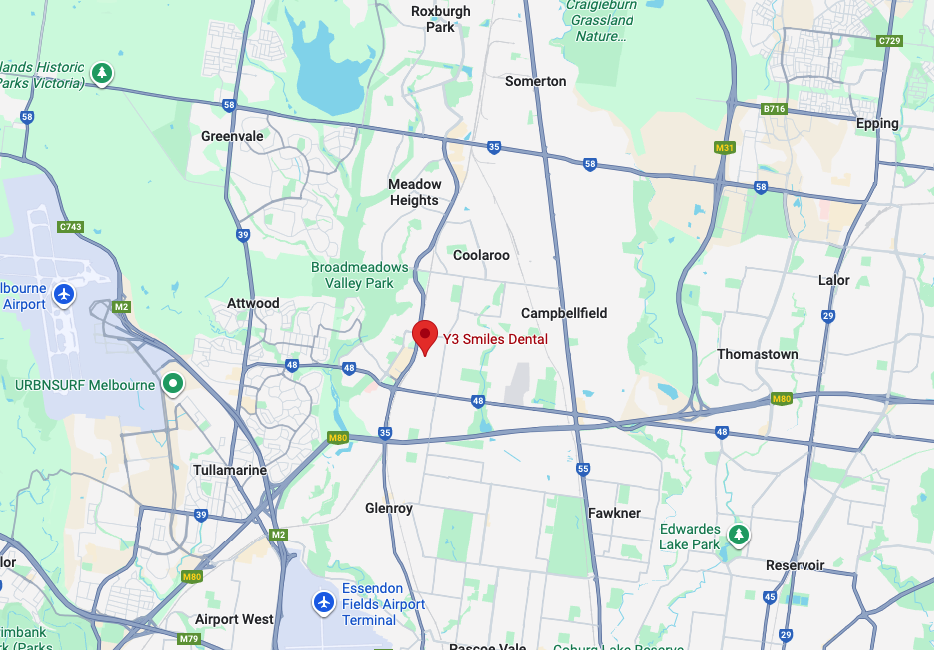 Roxburgh
Park
Craigieburn
Grassland
Nature...
C729
lands Historic
Parks Victoria)
Somerton
58
58
B716
Epping
Greenvale
35
M31
58
58
Meadow
Heights
C743
39
Coolaroo
Broadmeadows
Valley Park
lbourne
Airport
M2
Attwood
Lalor
Campbellfield
29
Y3 Smiles Dental
Thomastown
48
48
URBNSURF Melbourne
48
M80
M80
35
48
Tullamarine
55
Glenroy
39
Fawkner
M2
Edwardes
Lake Park
lor
Reservoir
M80
Essendon
Fields Airport
Terminal
45
Airport West
29
rimbank
rk (Parks
M79
Pascoe Vale
Coburg Lake Reserve